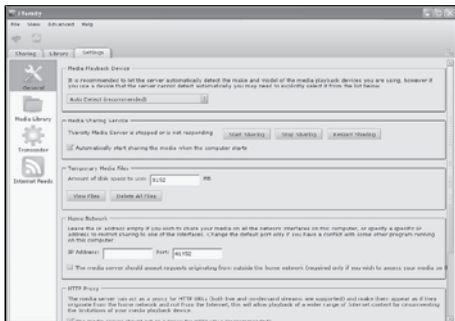 File View Advanced Help
Sharing Library Settings
General
Media Library
Transcoder
Internet Feeds
Media Playback Device
It is recommended to let the server automatically detect the make and model of the media playback devices you are using, however if
you use a device that the server cannot detect automatically you may need to explicitly select it from the list below.
Auto Detect (recommended)
Media Sharing Service
Tversity Media Server is stopped or is not responding Start Sharing Stop Sharing Restart Sharing
Automatically start sharing the media when the computer starts
Temporary Media Files
Amount of disk space to use: 8192 MB
View Files Delete All Files
Home Network
Leave the IP address empty if you wish to share your media on all the network interfaces on this computer, or specify a specific IP
address to restrict sharing to one of the interfaces. Change the default port only if you have a conflict with some other program running
on this computer.
IP Address: Port: 41952
The media server should accept requests originating from outside the home network (required only if you wish to access your media on
HTTP Proxy
The media server can act as a proxy for HTTP URLs (both live and on-demand streams are supported) and make them appear as if they
originate from the home network and not from the Internet, this will allow playback of a wider range of Internet content by circumventing
the limitations of your media playback device.